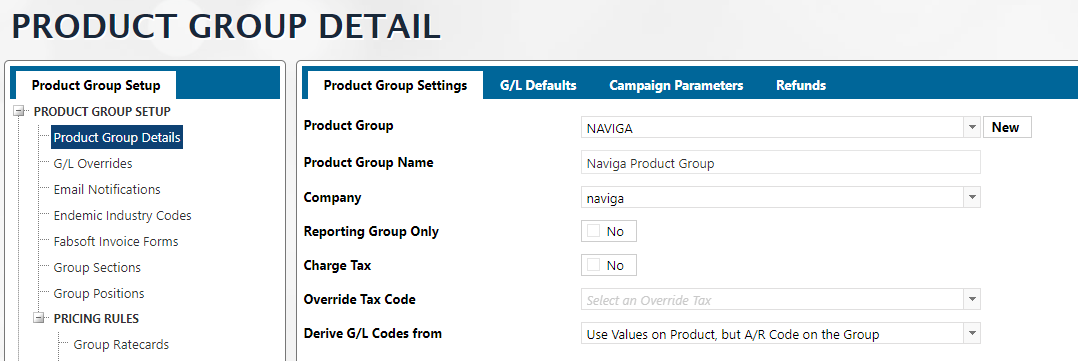 PRODUCT GROUP DETAIL
Product Group Setup
PRODUCT GROUP SETUP
Product Group Details
G/L Overrides
Email Notifications
Endemic Industry Codes
Fabsoft Invoice Forms
Group Sections
Group Positions
PRICING RULES
Group Ratecards
Product Group Settings G/L Defaults Campaign Parameters Refunds
Product Group NAVIGA New
Product Group Name Naviga Product Group
Company naviga
Reporting Group Only No
Charge Tax No
Override Tax Code Select an Override Tax
Derive G/L Codes from Use Values on Product, but A/R Code on the Group